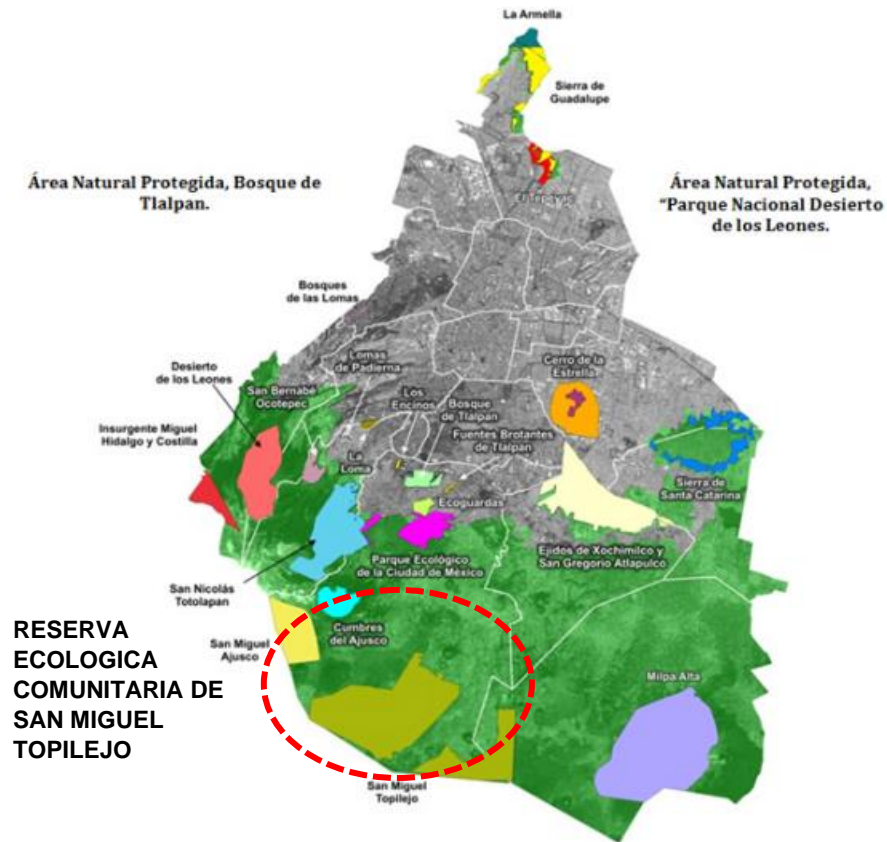 La Armella
Sierra de
Guadalupe
El Tepeyac
Área Natural Protegida, Bosque de
Tlalpan.
Área Natural Protegida,
"Parque Nacional Desierto
de los Leones.
Bosques
de las Lomas
Lomas
de Padierna
Cerro de la
Estrella
Desierto
de los Leones
San Bernabé
Ocotepec
Los
Encinos
Bosque
de Tlalpan
Insurgente Miguel
Hidalgo y Costilla
Fuentes Brotantes
de Tlalpan
La
Loma
Sierra de
Santa Catarina
Ecoguardas
Parque Ecológico
de la Ciudad de México
Ejidos de Xochimilco y
San Gregorio Atlapulco
San Nicolás
Totolapan
Cumbres
del Ajusco
San Miguel
Ajusco
RESERVA
ECOLOGICA
COMUNITARIA DE
SAN MIGUEL
TOPILEJO
Milpa Alta
San Miguel
Topilejo